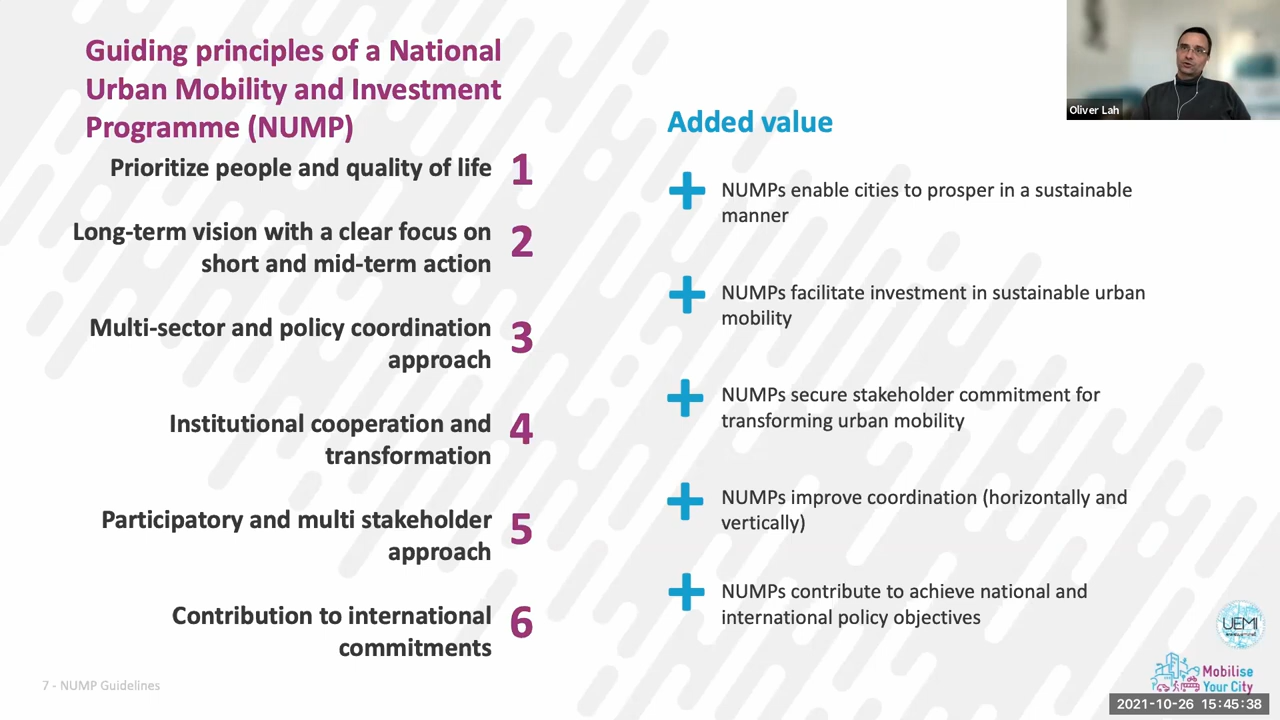 Guiding principles of a National
Urban Mobility and Investment
Programme (NUMP)
Prioritize people and quality of life
1
Long-term vision with a clear focus on
short and mid-term action
2
Multi-sector and policy coordination
approach
3
Institutional cooperation and
transformation
4
Participatory and multi stakeholder
approach
5
Contribution to international
commitments
6
7 - NUMP Guidelines
Added value
NUMPs enable cities to prosper in a sustainable
manner
NUMPs facilitate investment in sustainable urban
mobility
NUMPs secure stakeholder commitment for
transforming urban mobility
NUMPs improve coordination (horizontally and
vertically)
NUMPs contribute to achieve national and
international policy objectives
Oliver Lah
UEMI
Mobilise
Your City
2021-10-26 15:45:38